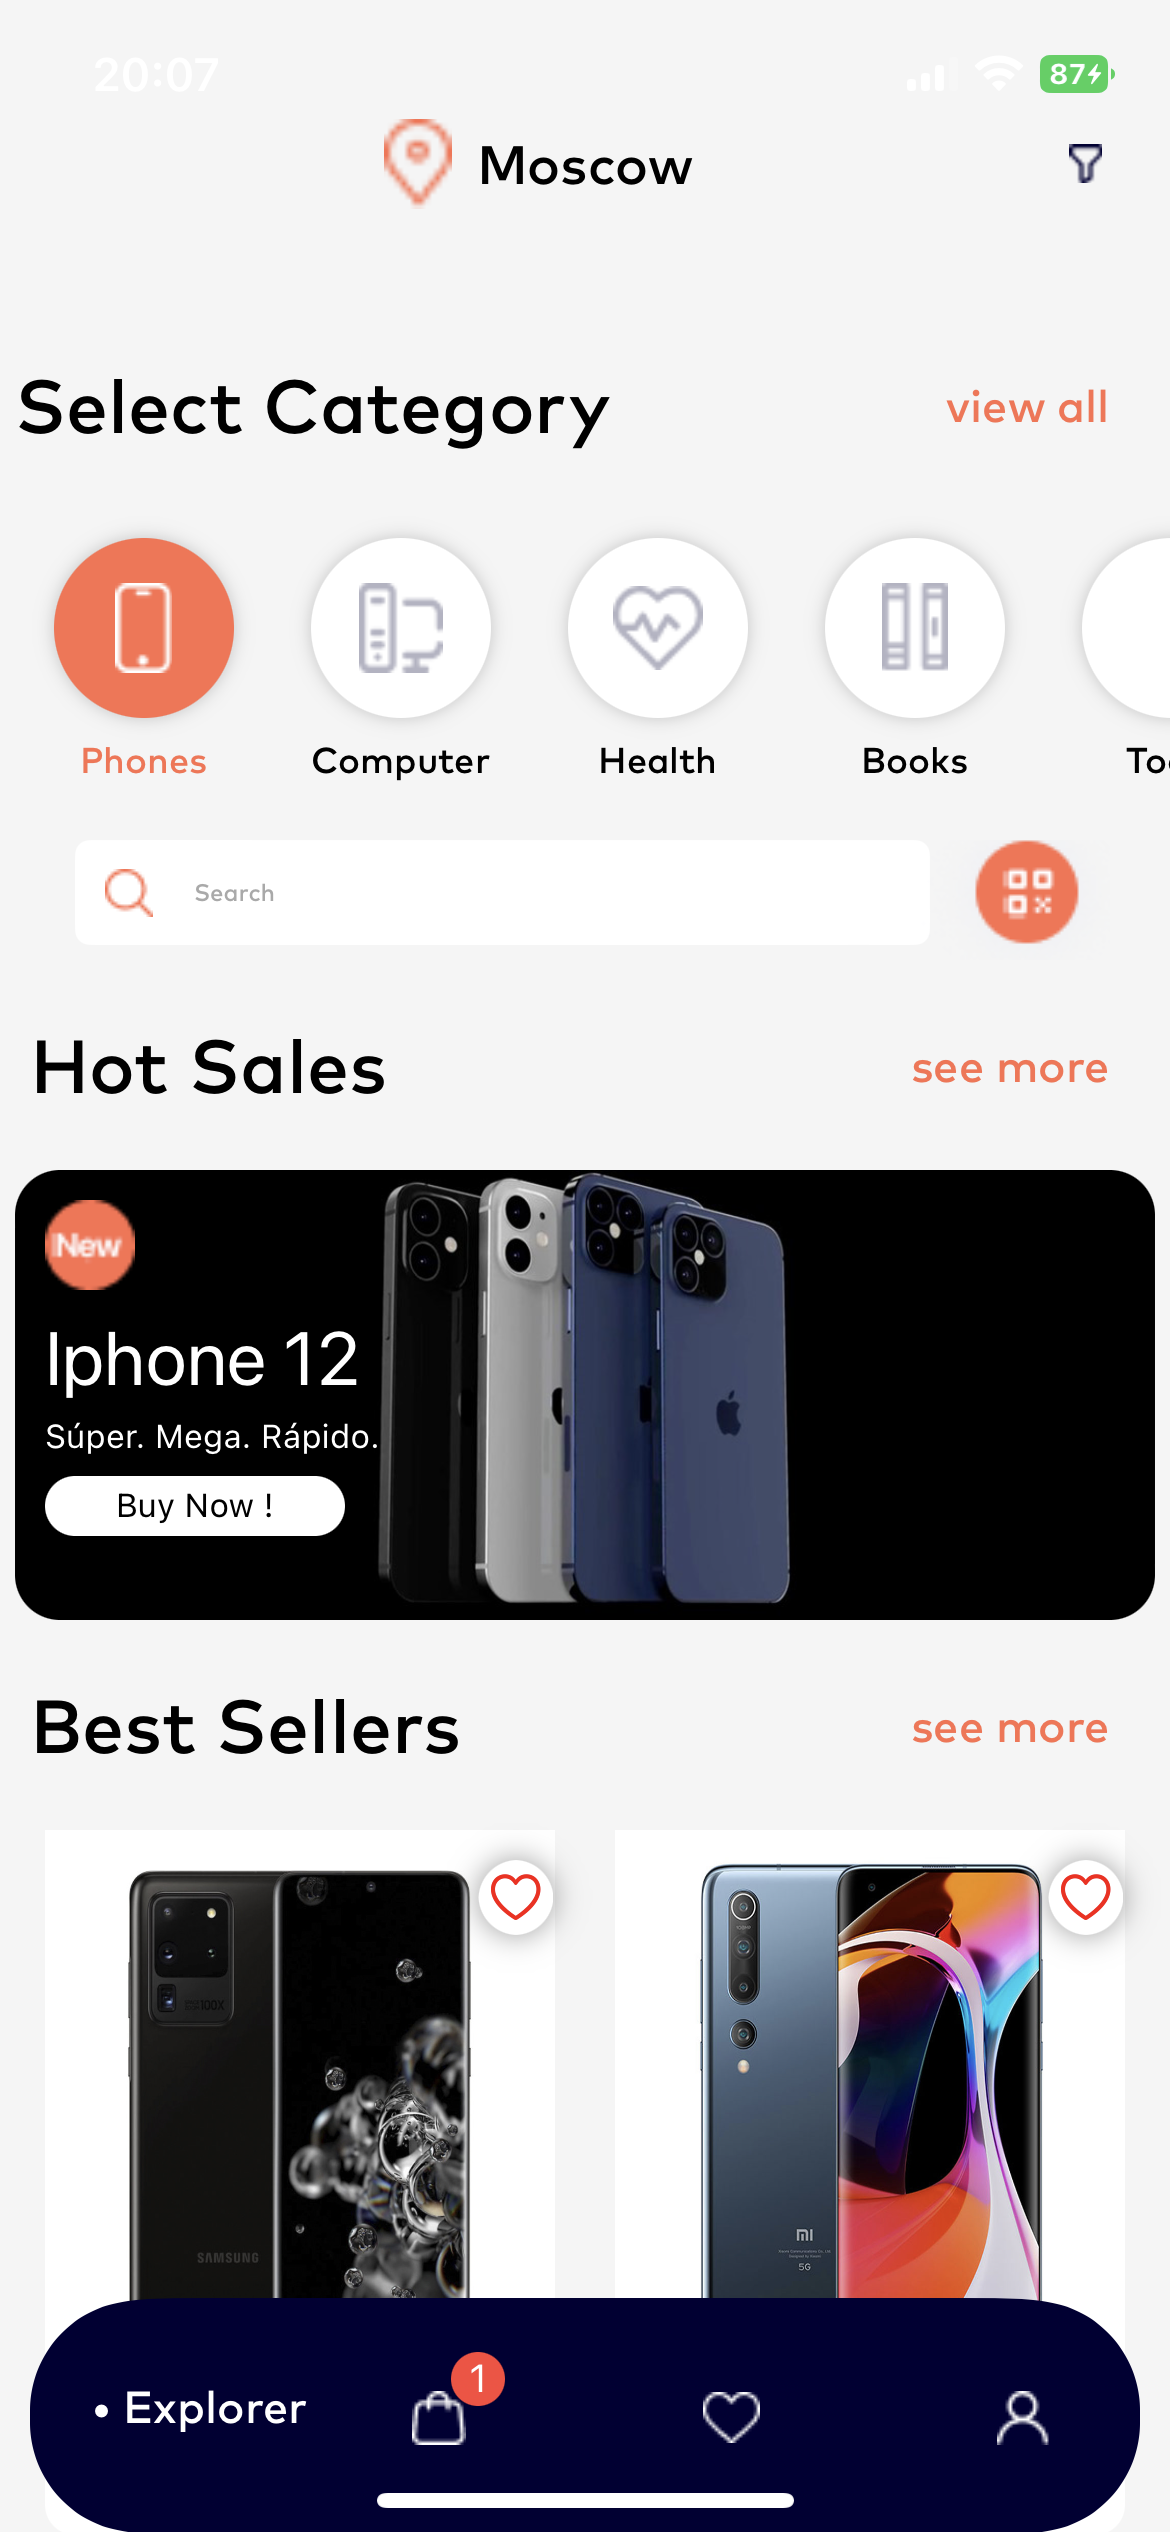 20:07
87
Moscow
Select Category
view all
Phones
Computer
Health
Books
Search
Hot Sales
see more
New
Iphone 12
Súper. Mega. Rápido.
Buy Now !
Best Sellers
see more
100X
SAMSUNG
MI
5G
• Explorer
1